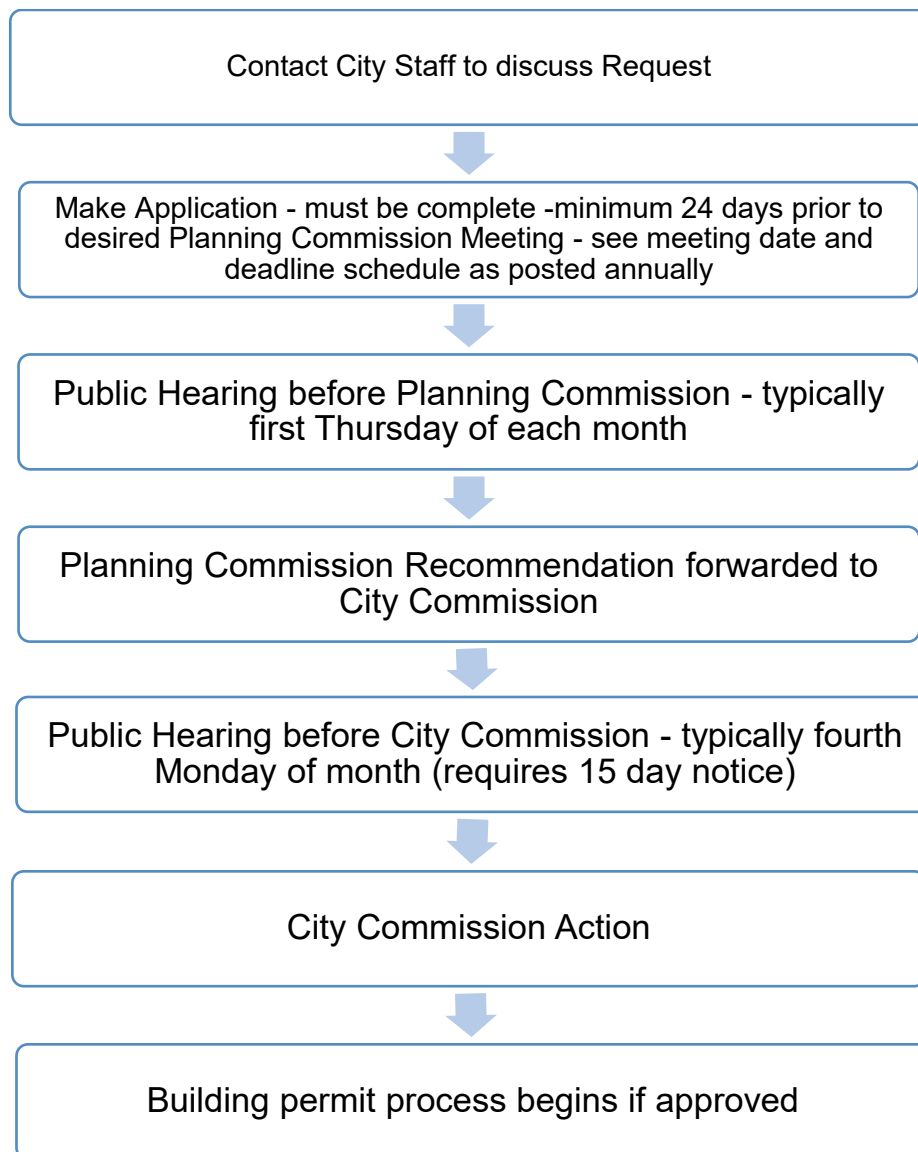 Contact City Staff to discuss Request
Make Application - must be complete -minimum 24 days prior to
desired Planning Commission Meeting - see meeting date and
deadline schedule as posted annually
Public Hearing before Planning Commission - typically
first Thursday of each month
Planning Commission Recommendation forwarded to
City Commission
Public Hearing before City Commission - typically fourth
Monday of month (requires 15 day notice)
City Commission Action
Building permit process begins if approved